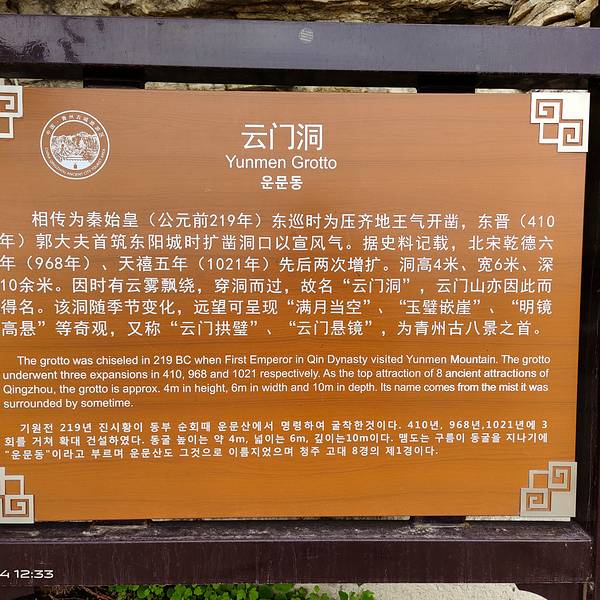 云门洞
Yunmen Grotto
운문동
相传为秦始皇（公元前219年）东巡时为压齐地王气开凿，东晋（410
年）郭大夫首筑东阳城时扩凿洞口以宣风气。据史料记载，北宋乾德六
年（968年）、天禧五年（1021年）先后两次增扩。洞高4米、宽6米、深
10余米。因时有云雾飘绕，穿洞而过，故名“云门洞”，云门山亦因此而
得名。该洞随季节变化，远望可呈现“满月当空”、“玉璧嵌崖”、“明镜
高悬”等奇观，又称“云门拱璧”、“云门悬镜”，为青州古八景之首。
The grotto was chiseled in 219 BC when First Emperor in Qin Dynasty visited Yunmen Mountain. The grotto
underwent three expansions in 410, 968 and 1021 respectively. As the top attraction of 8 ancient attractions of
Qingzhou, the grotto is approx. 4m in height, 6m in width and 10m in depth. Its name comes from the mist it was
surrounded by sometime.
기원전 219년 진시황이 동부 순회때 운문산에서 명령하여 굴착한것이다. 410년, 968년,1021년에 3
회를 거쳐 확대 건설하였다. 동굴 높이는 약 4m, 넓이는 6m, 깊이는10m이다. 맴도는 구름이 동굴을 지나기에
"운문동"이라고 부르며 운문산도 그것으로 이름지었으며 청주 고대 8경의 제1경이다.
4 12:33